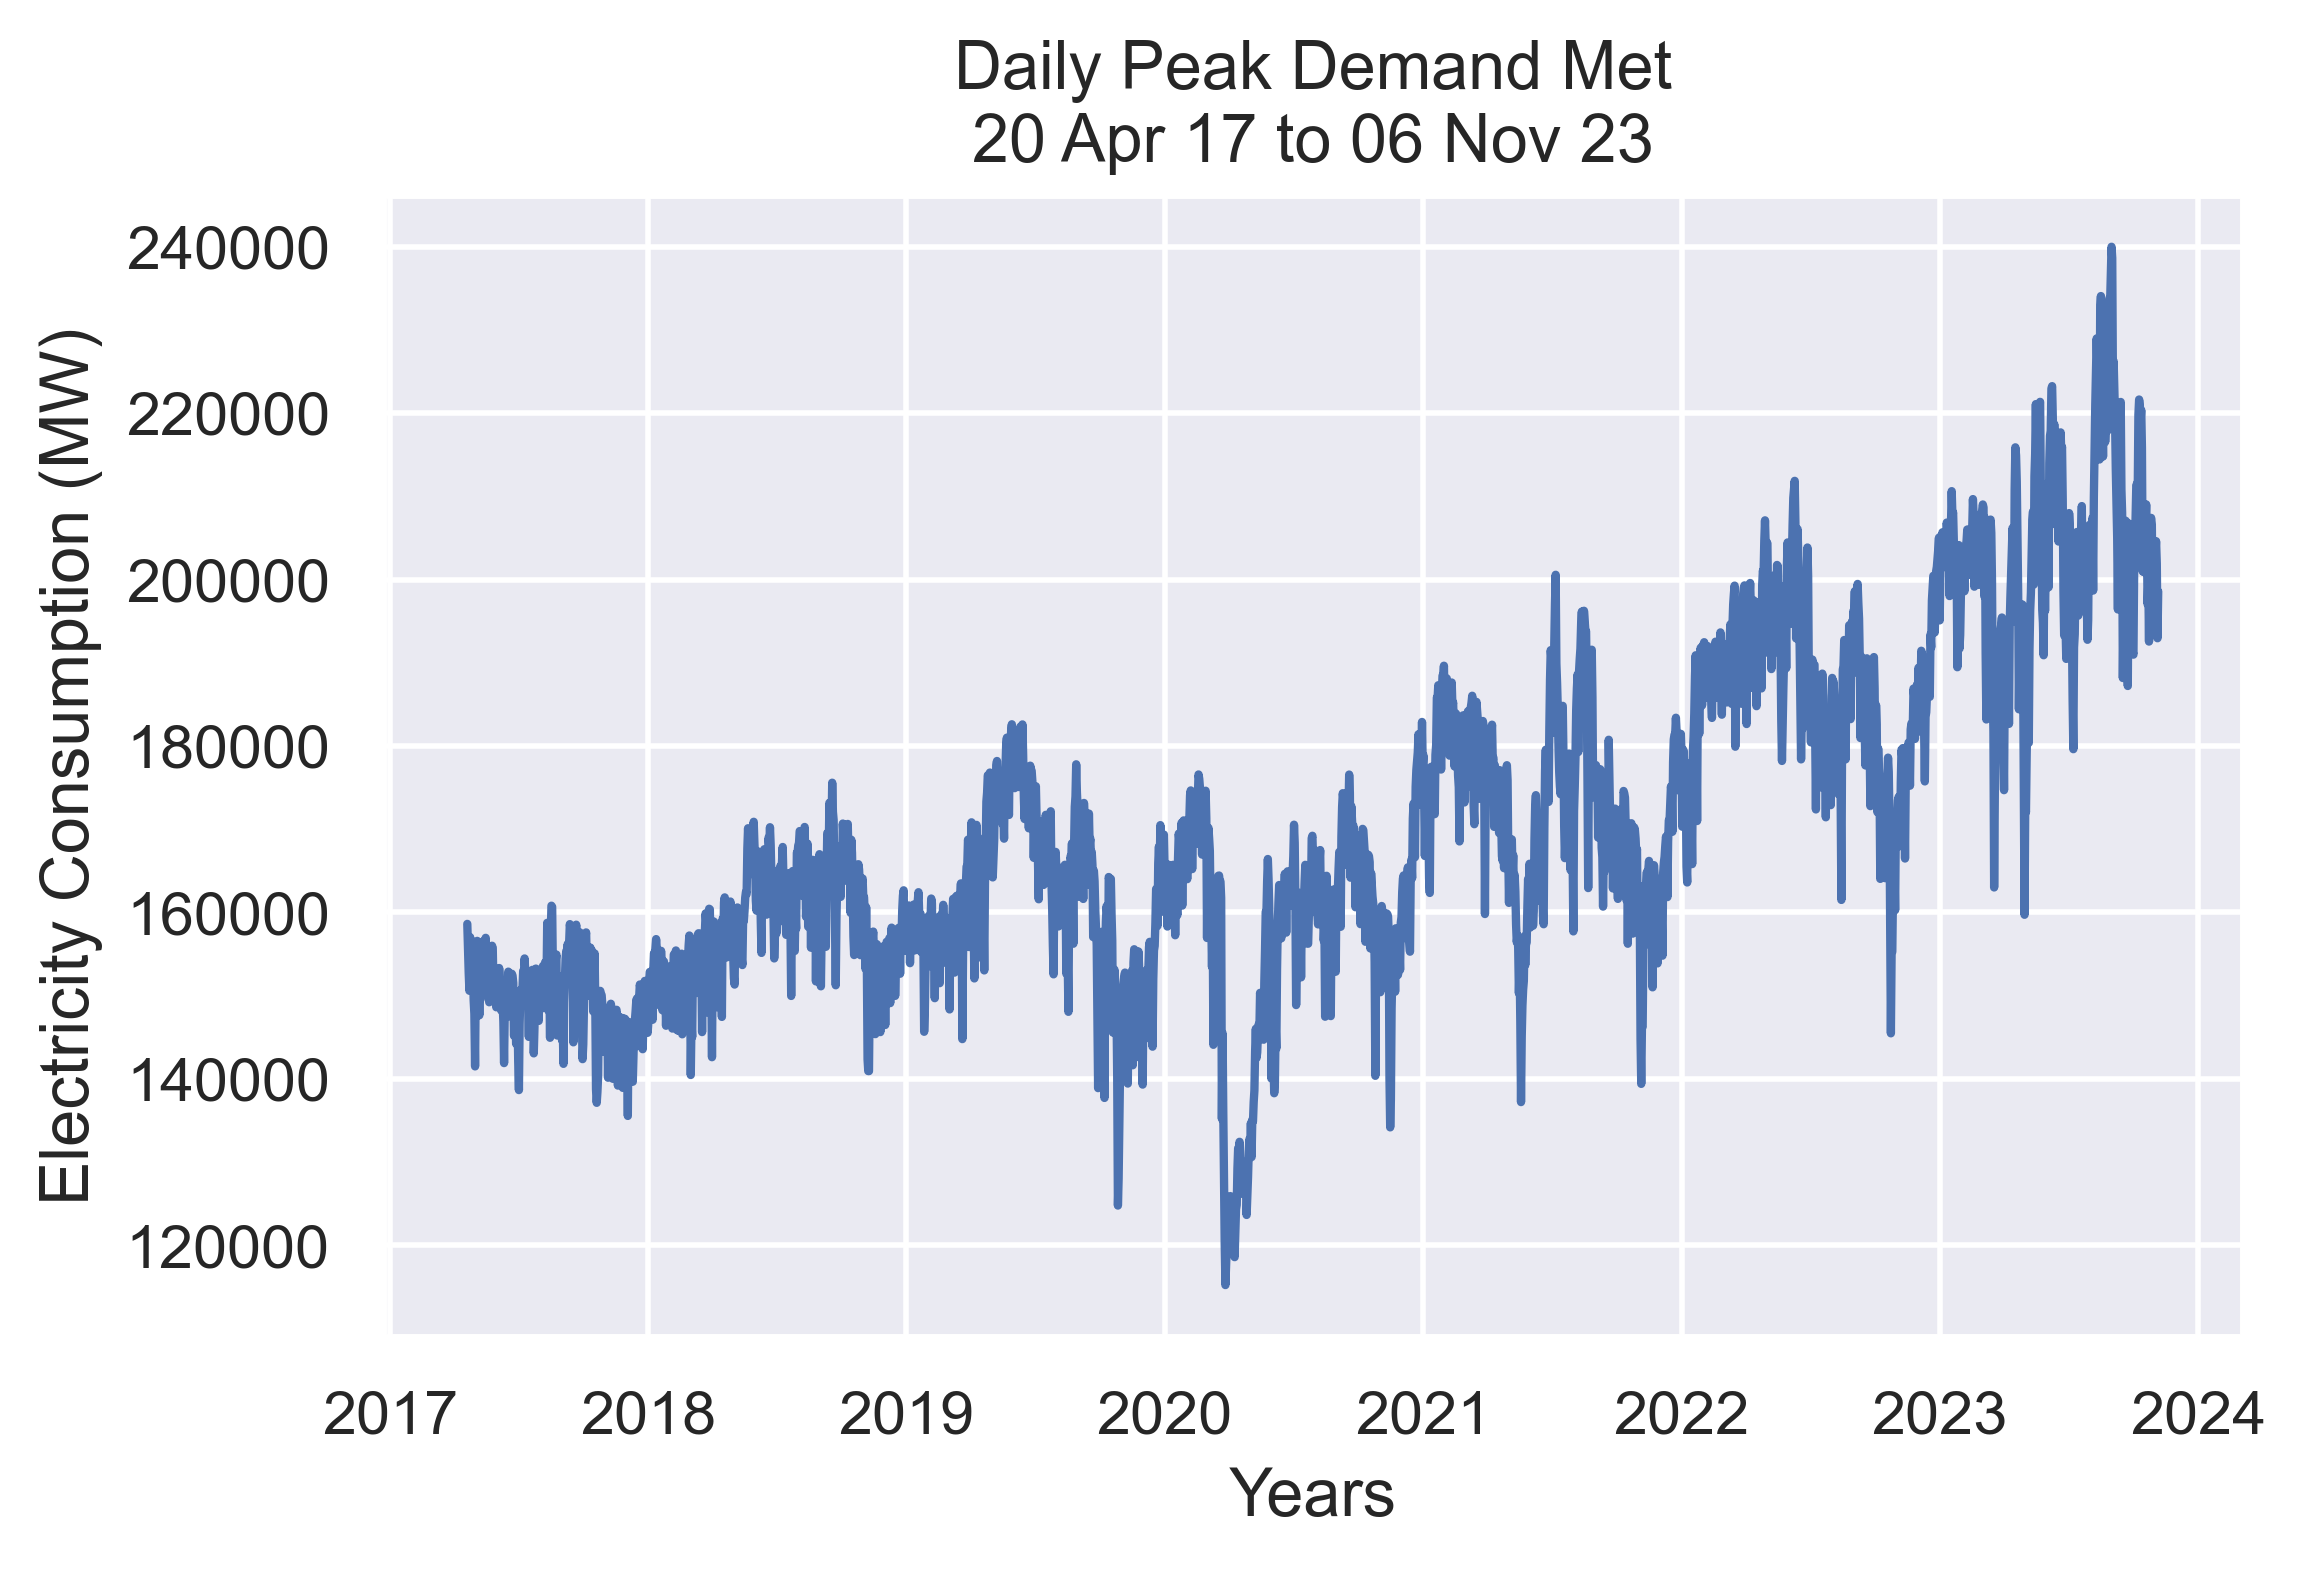 Daily Peak Demand Met
20 Apr 17 to 06 Nov 23
Electricity Consumption (MW)
240000
220000
200000
180000
160000
140000
120000
2017 2018 2019 2020 2021 2022 2023 2024
Years